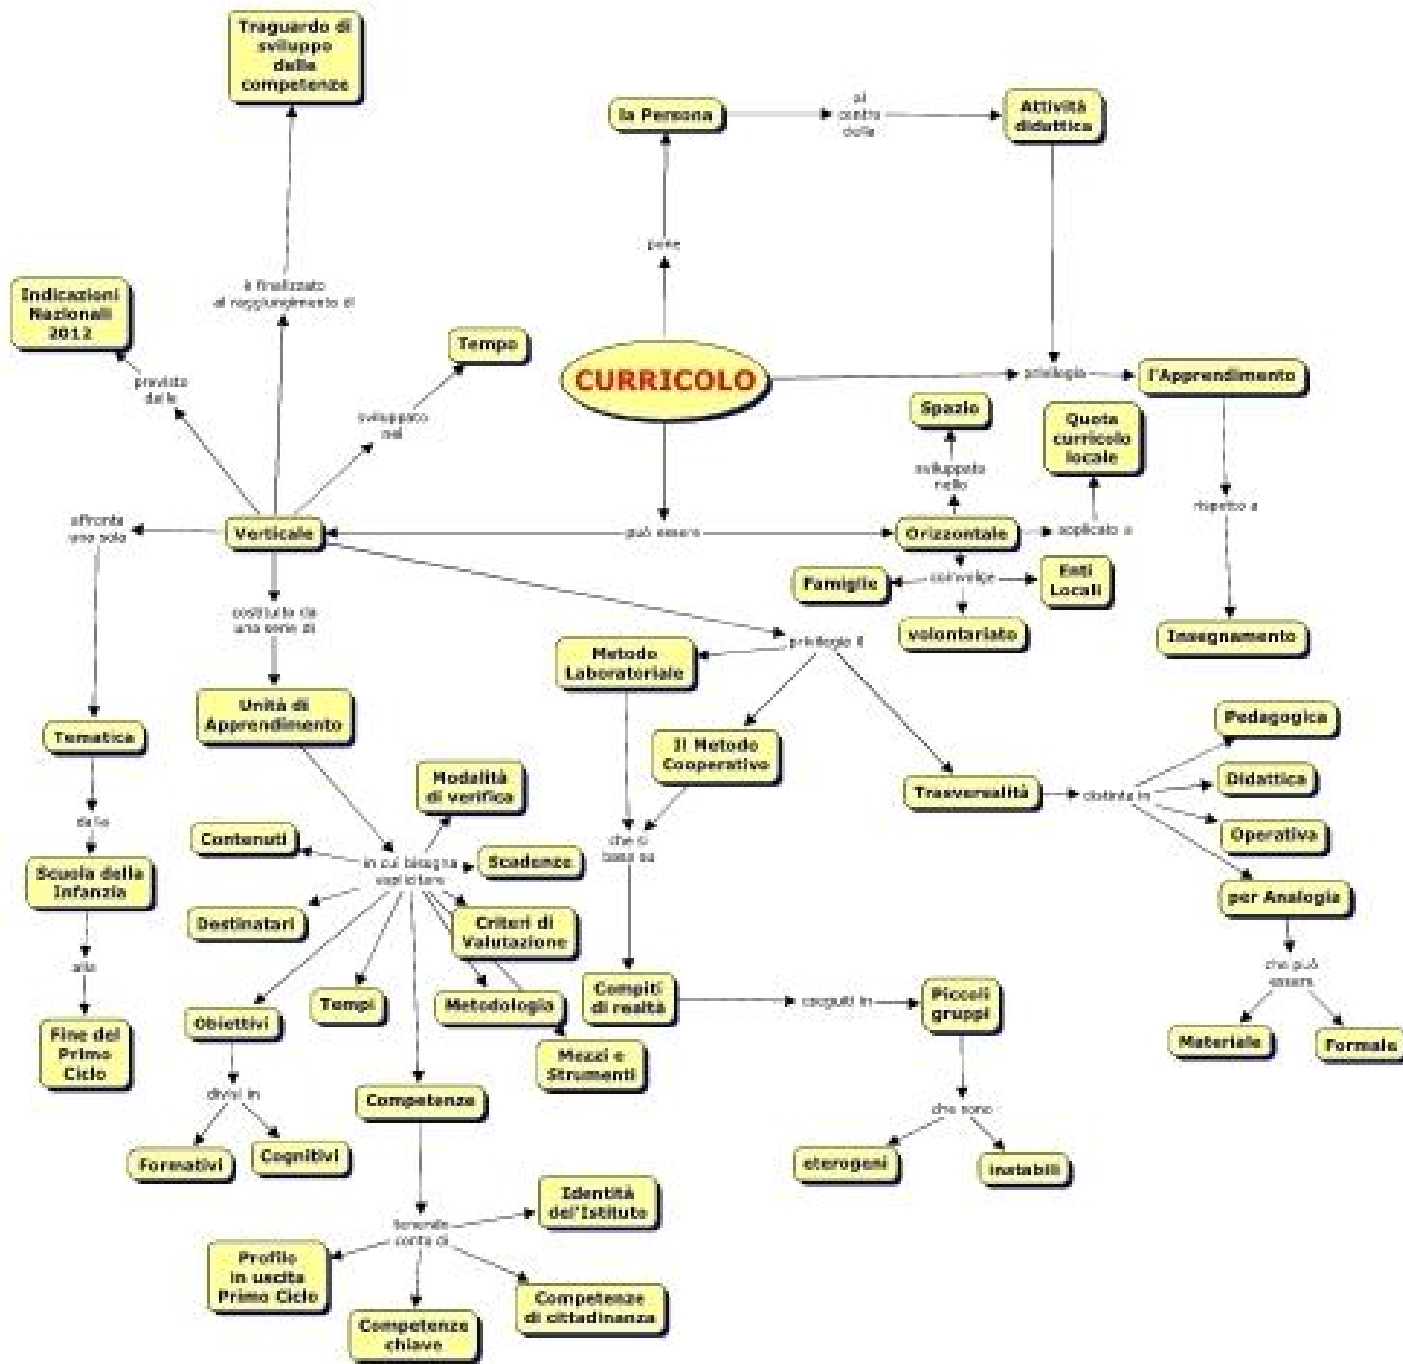 Traguardo di
sviluppo
delle
competenze
la Persona
al
centro
della
Attività
didattica
pone
è finalizzato
al raggiungimento di
Indicazioni
Nazionali
2012
Tempo
CURRICOLO
privilegia
l'Apprendimento
previsto
dalle
sviluppato
nel
Spazio
Quota
curricolo
locale
sviluppato
nello
rispetto a
affronta
una sola
Verticale
può essere
Orizzontale
applicato a
Famiglie
coinvolge
Enti
Locali
costituito da
una serie di
volontariato
Insegnamento
privilegia il
Metodo
Laboratoriale
Unità di
Apprendimento
Tematica
Il Metodo
Cooperativo
Pedagogica
Modalità
di verifica
Trasverealità
distinta in
Didattica
dalla
Contenuti
che si
basa su
Operativa
in cui bisogna
esplicitare
Scadenze
Scuola della
Infanzia
per Analogia
Destinatari
Criteri di
Valutazione
alla
che può
essere
Tempi
Metodologia
Compiti
di realtà
eseguiti in
Piccoli
gruppi
Obiettivi
Materiale
Formale
Fine del
Primo
Ciclo
Mezzi e
Strumenti
divisi in
Competenze
che sono
Formativi
Cognitivi
eterogeni
instabili
Identità
del'Istituto
tenendo
conto di
Profilo
in uscita
Primo Ciclo
Competenze
di cittadinanza
Competenze
chiave